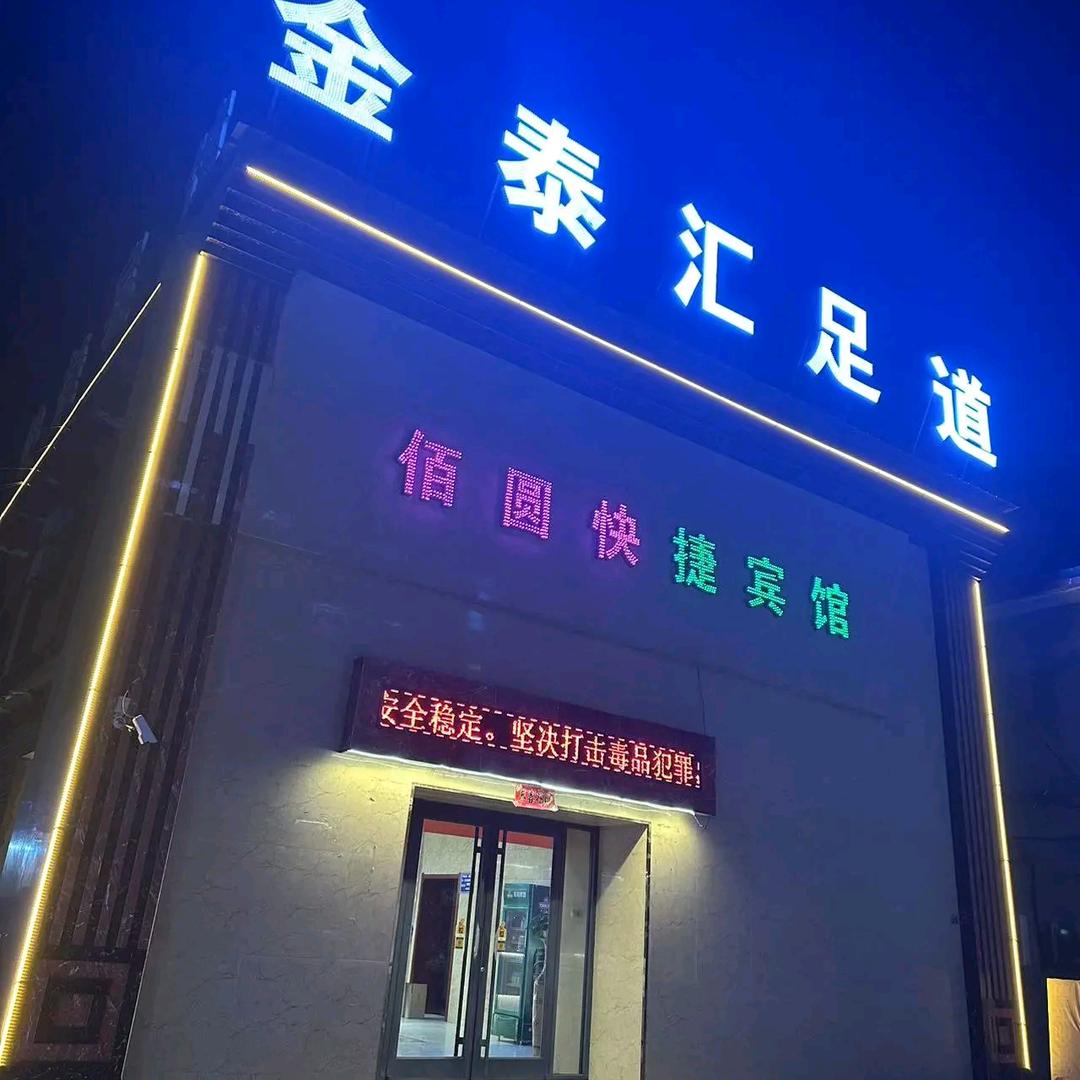 金泰汇足道
佰圆快捷宾馆
安全稳定。坚决打击毒品犯罪